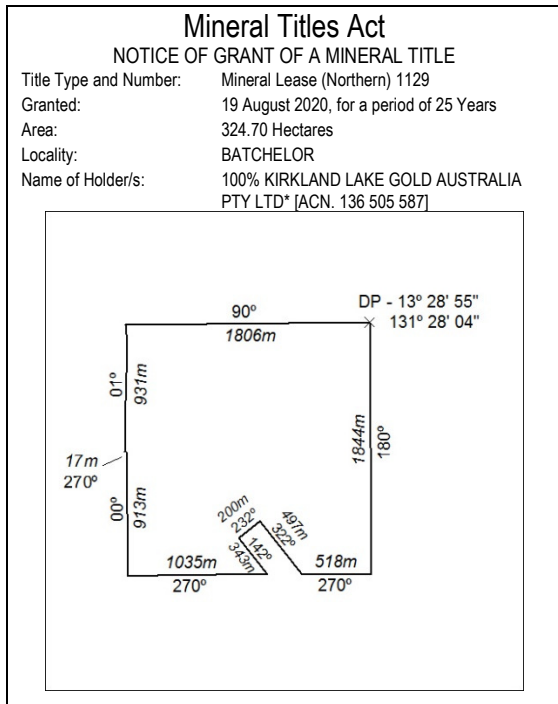 Mineral Titles Act
NOTICE OF GRANT OF A MINERAL TITLE
Title Type and Number: Mineral Lease (Northern) 1129
Granted: 19 August 2020, for a period of 25 Years
Area: 324.70 Hectares
Locality: BATCHELOR
Name of Holder/s: 100% KIRKLAND LAKE GOLD AUSTRALIA
PTY LTD* [ACN. 136 505 587]
DP - 13º 28' 55"
131º 28' 04"
90º
1806m
01º
931m
17m
270º
00º
913m
1844m
180º
200m
232º
497m
322º
142º
343m
1035m
270º
518m
270º